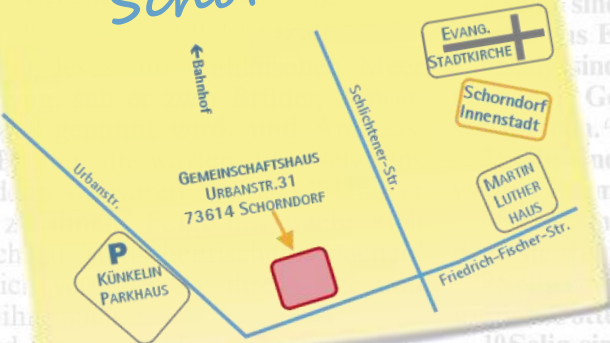 EVANG.
STADTKIRCHE
←Bahnhof
Schorndorf
Innenstadt
Schlichtener-Str.
GEMEINSCHAFTSHAUS
URBANSTR.31
73614 SCHORNDORF
Urbanstr.
MARTIN
LUTHER
HAUS
P
KÜNKELIN
PARKHAUS
Friedrich-Fischer-Str.